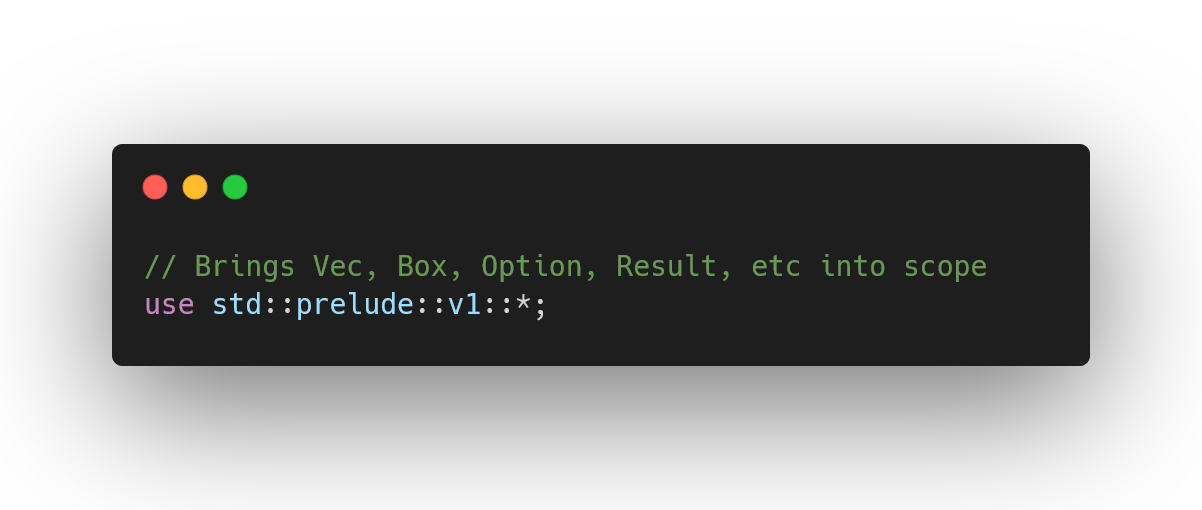 // Brings Vec, Box, Option, Result, etc into scope
use std::prelude::v1::*;